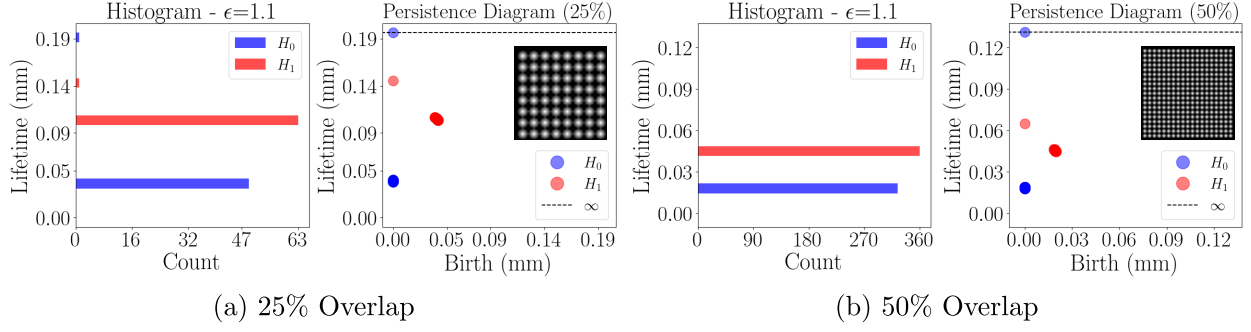 Histogram - ϵ=1.1
Lifetime (mm)
0.19
0.14
0.09
0.05
0.00
H₀
H₁
0 16 32 47 63
Count
Persistence Diagram (25%)
Lifetime (mm)
0.19
0.14
0.09
0.05
0.00
H₀
H₁
∞
0.00 0.05 0.09 0.14 0.19
Birth (mm)
(a) 25% Overlap
Histogram - ϵ=1.1
Lifetime (mm)
0.12
0.09
0.06
0.03
0.00
H₀
H₁
0 90 180 270 360
Count
Persistence Diagram (50%)
Lifetime (mm)
0.12
0.09
0.06
0.03
0.00
H₀
H₁
∞
0.00 0.03 0.06 0.09 0.12
Birth (mm)
(b) 50% Overlap